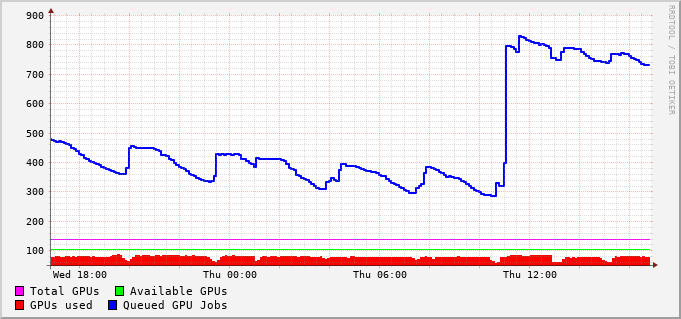 900
800
700
600
500
400
300
200
100
Wed 18:00 Thu 00:00 Thu 06:00 Thu 12:00
Total GPUs Available GPUs
GPUs used Queued GPU Jobs
RRDTOOL / TOBI OETIKER